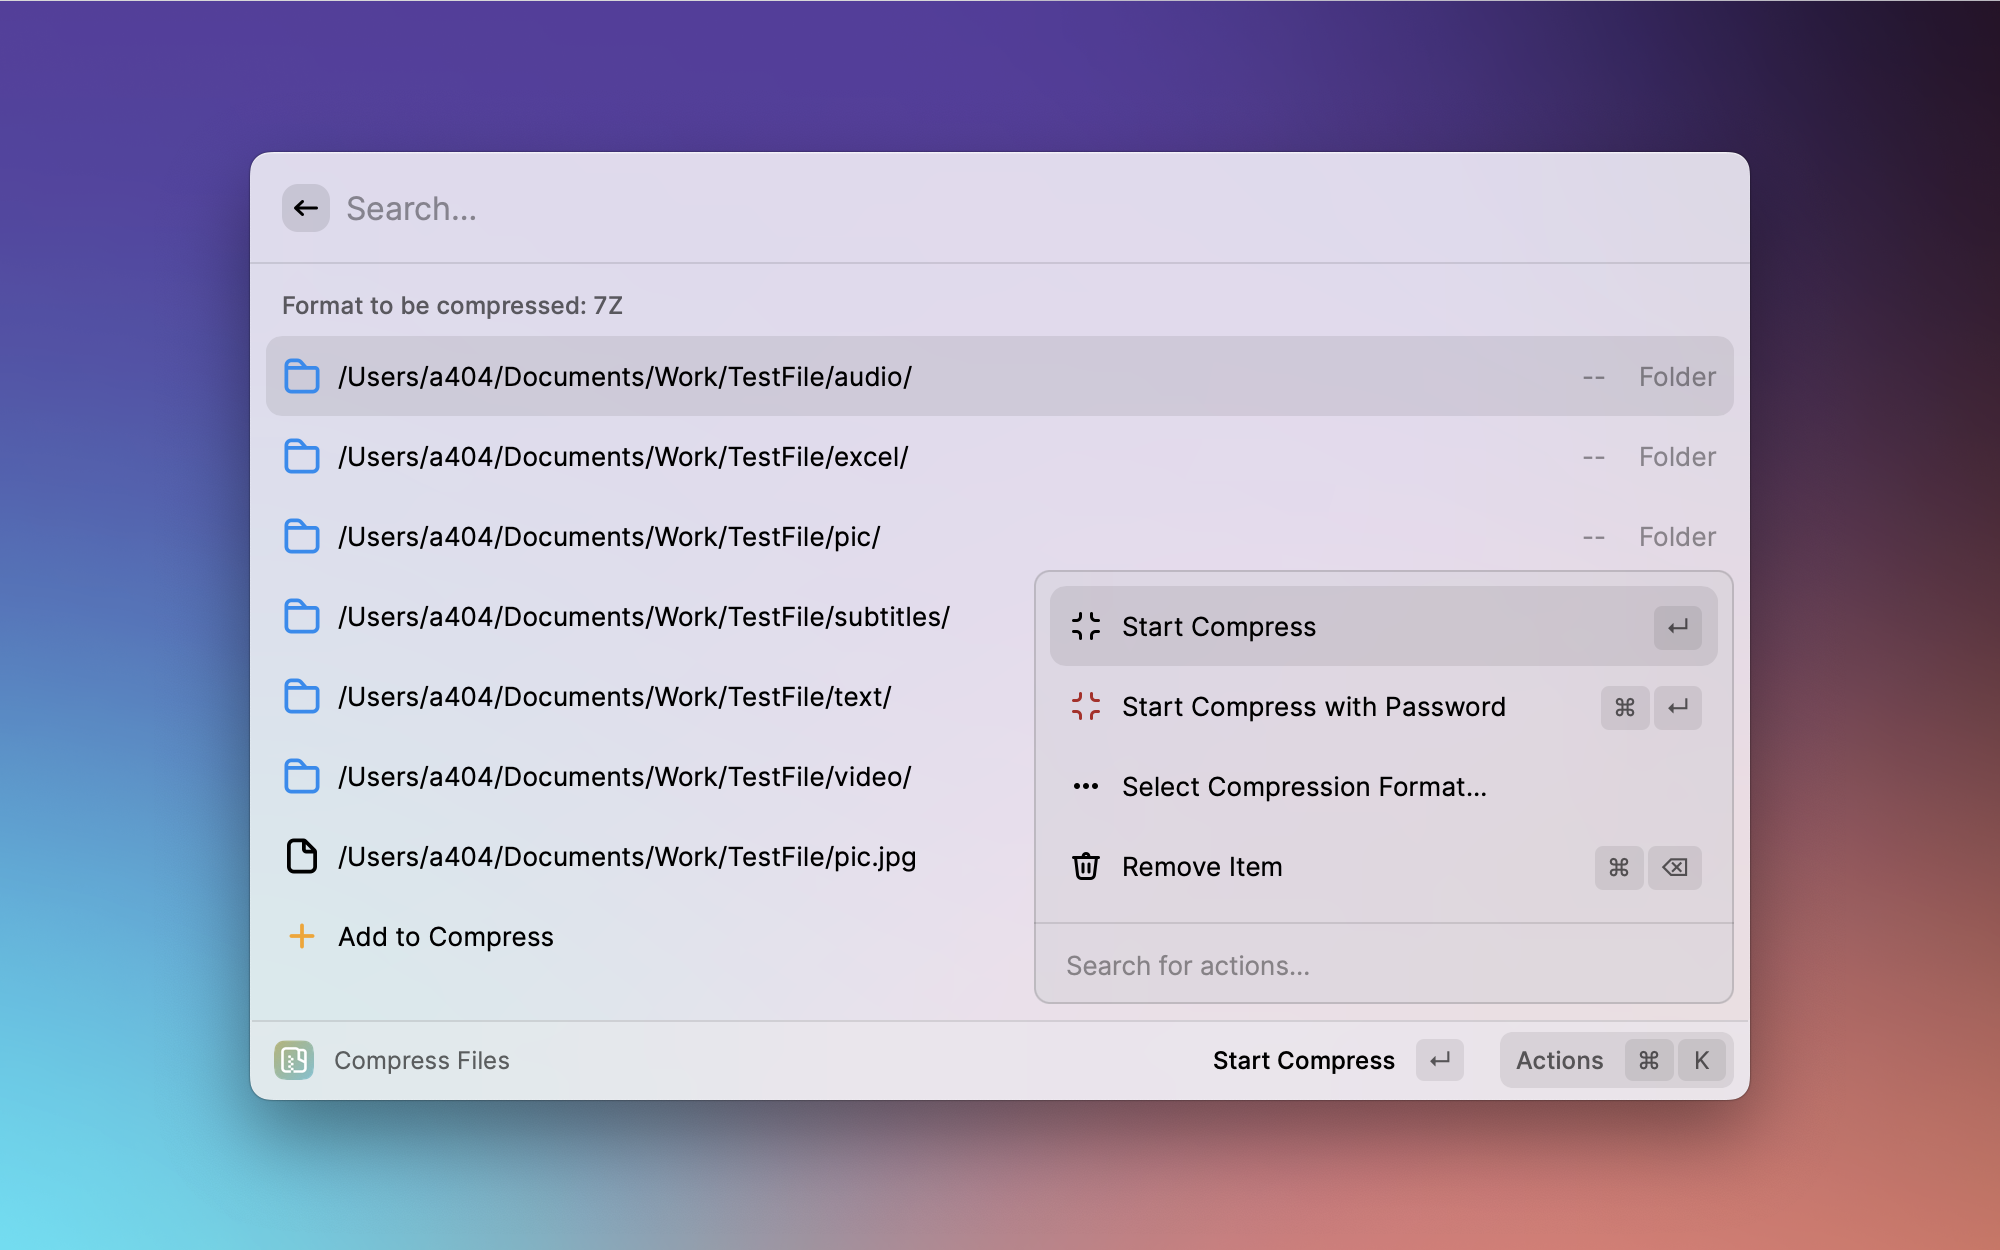 Search...
Format to be compressed: 7Z
/Users/a404/Documents/Work/TestFile/audio/ -- Folder
/Users/a404/Documents/Work/TestFile/excel/ -- Folder
/Users/a404/Documents/Work/TestFile/pic/ -- Folder
/Users/a404/Documents/Work/TestFile/subtitles/
/Users/a404/Documents/Work/TestFile/text/
/Users/a404/Documents/Work/TestFile/video/
/Users/a404/Documents/Work/TestFile/pic.jpg
Add to Compress
Start Compress ↵
Start Compress with Password ⌘ ↵
Select Compression Format...
Remove Item ⌘ ⌫
Search for actions...
Compress Files
Start Compress ↵
Actions ⌘ K